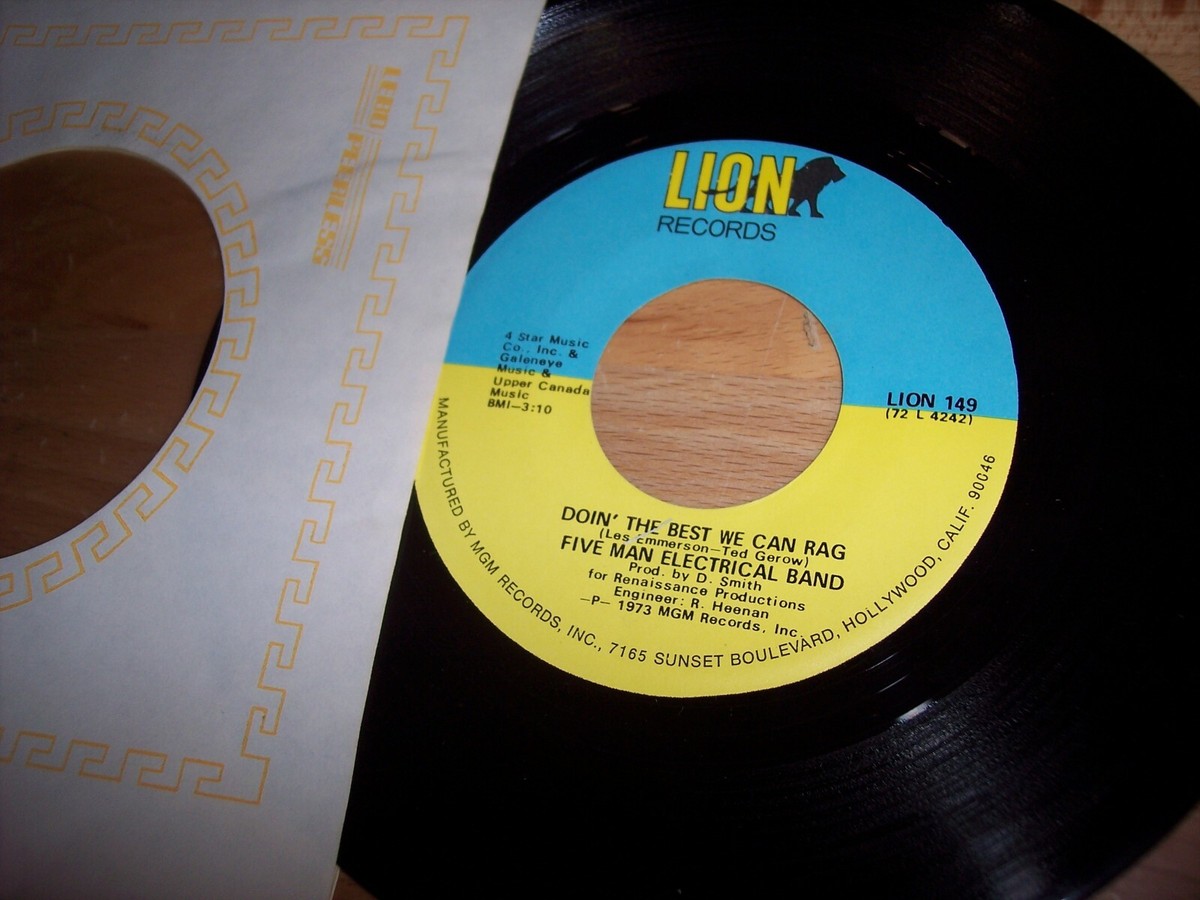 LEBO
PEERLESS
LION
RECORDS
4 Star Music
Co., Inc. &
Galeneye
Music &
Upper Canada
Music
BMI-3:10
LION 149
(72 L 4242)
DOIN' THE BEST WE CAN RAG
(Les Emmerson-Ted Gerow)
FIVE MAN ELECTRICAL BAND
Prod. by D. Smith
for Renaissance Productions
Engineer: R. Heenan
-P- 1973 MGM Records, Inc.
MANUFACTURED BY MGM RECORDS, INC., 7165 SUNSET BOULEVARD, HOLLYWOOD, CALIF. 90046